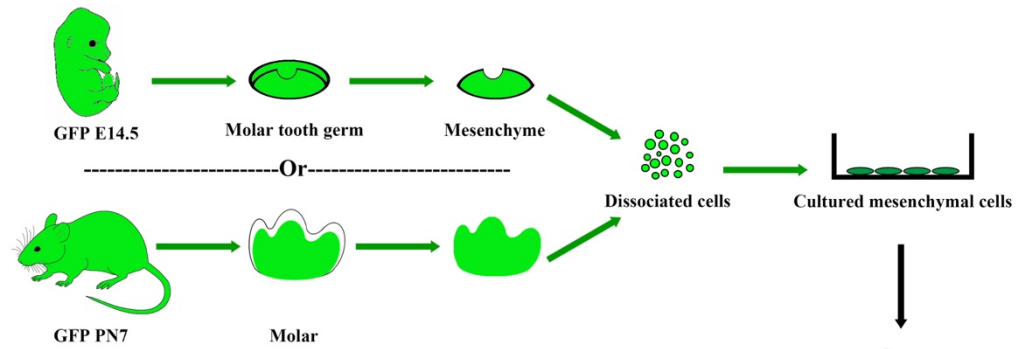 GFP E14.5
Molar tooth germ
Mesenchyme
Or
Dissociated cells
Cultured mesenchymal cells
GFP PN7
Molar